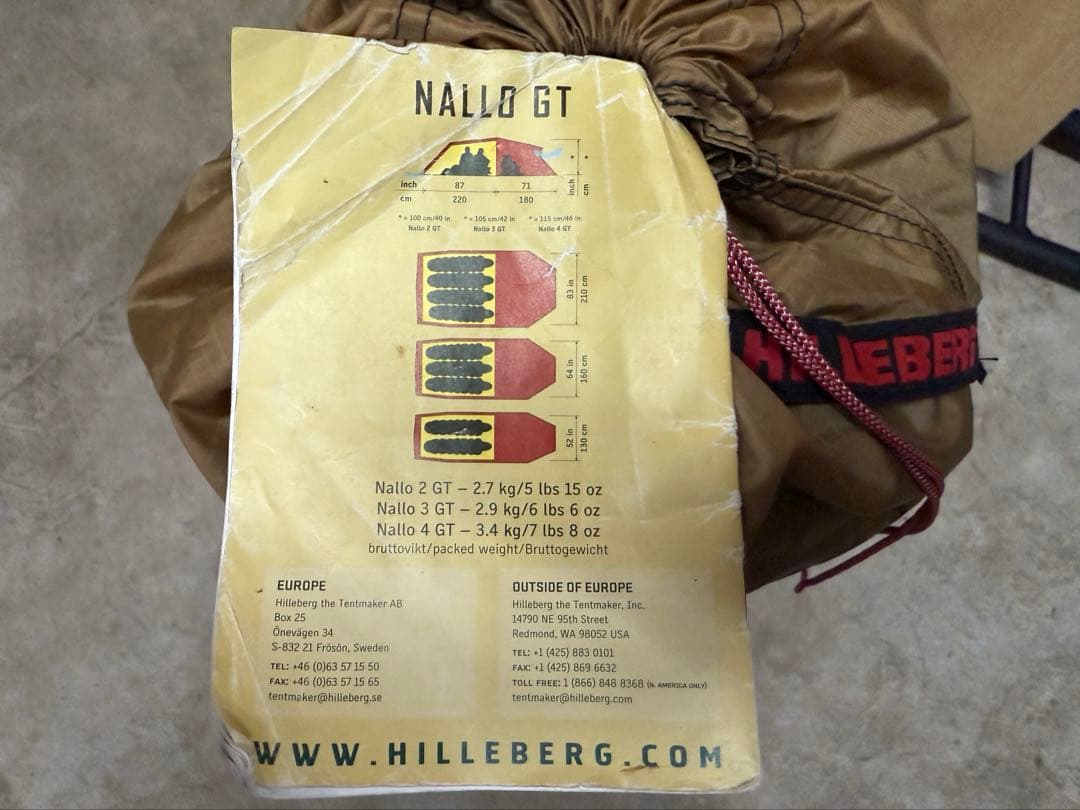 NALLO GT
inch 87 71 inch cm
cm 220 180
* = 100 cm/40 in * = 105 cm/42 in * = 115 cm/46 in
Nallo 2 GT Nallo 3 GT Nallo 4 GT
83 in 210 cm
64 in 160 cm
52 in 130 cm
Nallo 2 GT – 2.7 kg/5 lbs 15 oz
Nallo 3 GT – 2.9 kg/6 lbs 6 oz
Nallo 4 GT – 3.4 kg/7 lbs 8 oz
bruttovikt/packed weight/Bruttogewicht
EUROPE
Hilleberg the Tentmaker AB
Box 25
Önevägen 34
S-832 21 Frösön, Sweden
TEL: +46 (0)63 57 15 50
FAX: +46 (0)63 57 15 65
tentmaker@hilleberg.se
OUTSIDE OF EUROPE
Hilleberg the Tentmaker, Inc.
14790 NE 95th Street
Redmond, WA 98052 USA
TEL: +1 (425) 883 0101
FAX: +1 (425) 869 6632
TOLL FREE: 1 (866) 848 8368 (N. AMERICA ONLY)
tentmaker@hilleberg.com
WWW.HILLEBERG.COM
HILLEBERG